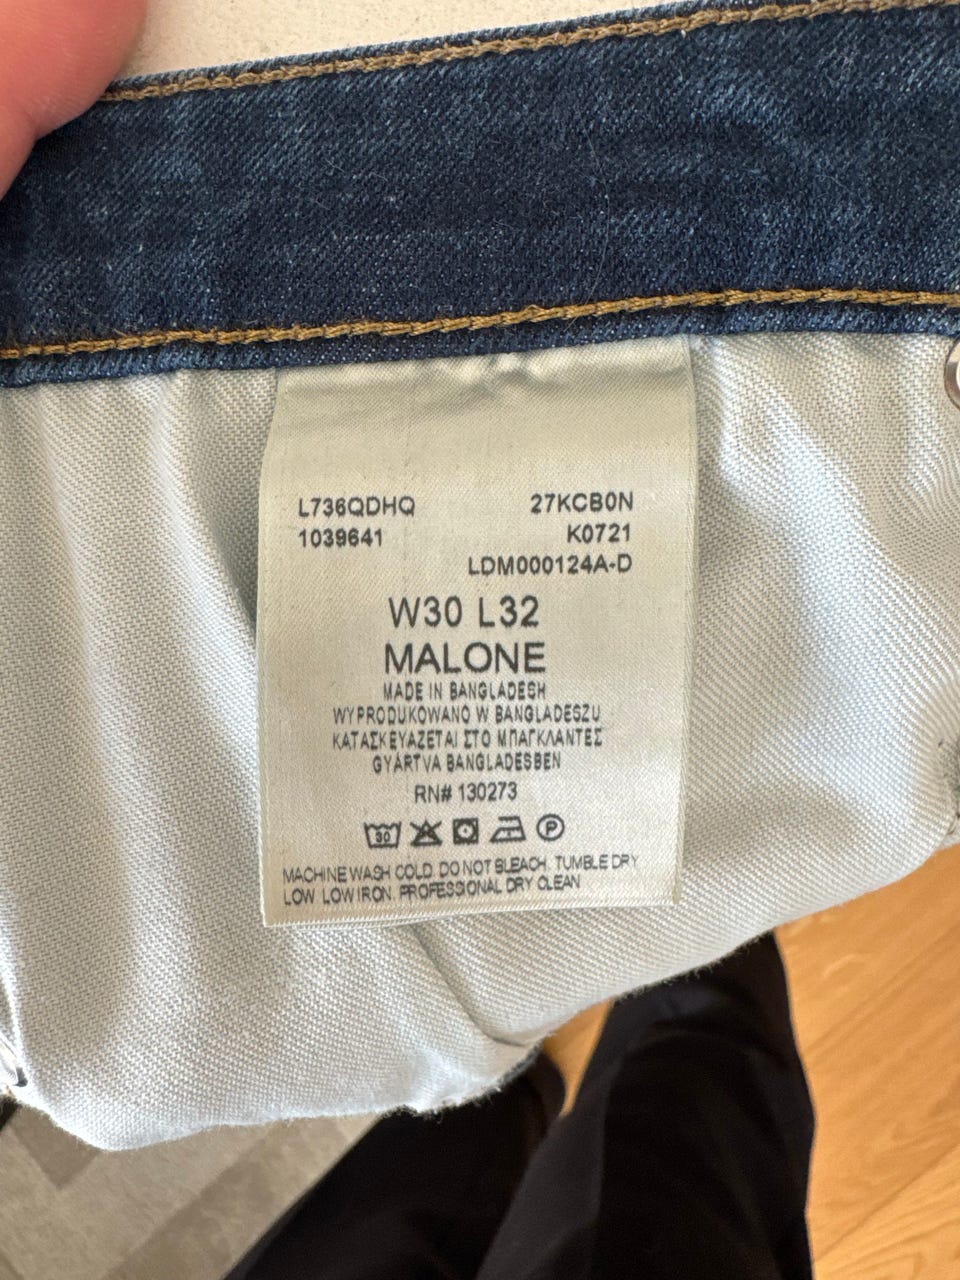 L736QDHQ 27KCB0N
1039641 K0721
LDM000124A-D
W30 L32
MALONE
MADE IN BANGLADESH
WYPRODUKOWANO W BANGLADESZU
ΚΑΤΑΣΚΕΥΑΖΕΤΑΙ ΣΤΟ ΜΠΑΓΚΛΑΝΤΕΣ
GYÁRTVA BANGLADESBEN
RN# 130273
30 P
MACHINE WASH COLD. DO NOT BLEACH. TUMBLE DRY
LOW LOW IRON. PROFESSIONAL DRY CLEAN